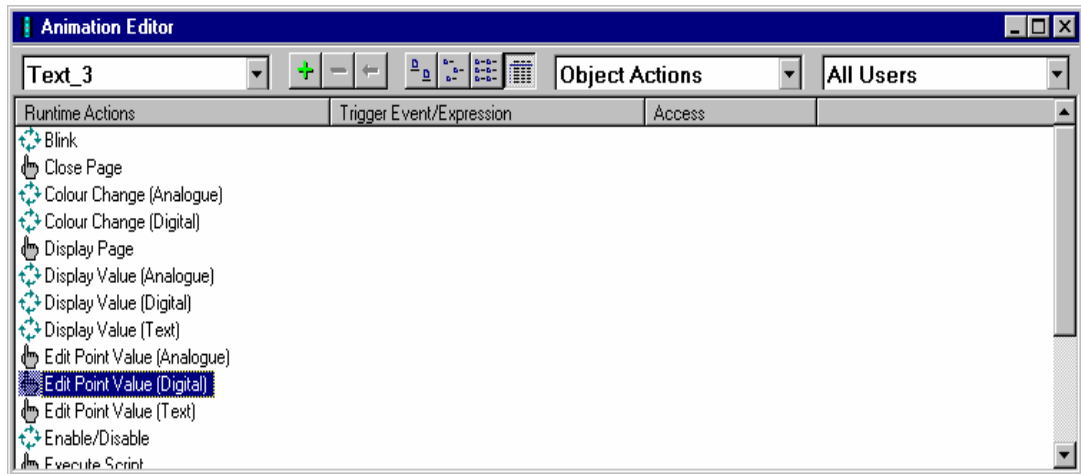 Animation Editor
Text_3 Object Actions All Users
Runtime Actions Trigger Event/Expression Access
Blink
Close Page
Colour Change (Analogue)
Colour Change (Digital)
Display Page
Display Value (Analogue)
Display Value (Digital)
Display Value (Text)
Edit Point Value (Analogue)
Edit Point Value (Digital)
Edit Point Value (Text)
Enable/Disable
Execute Script